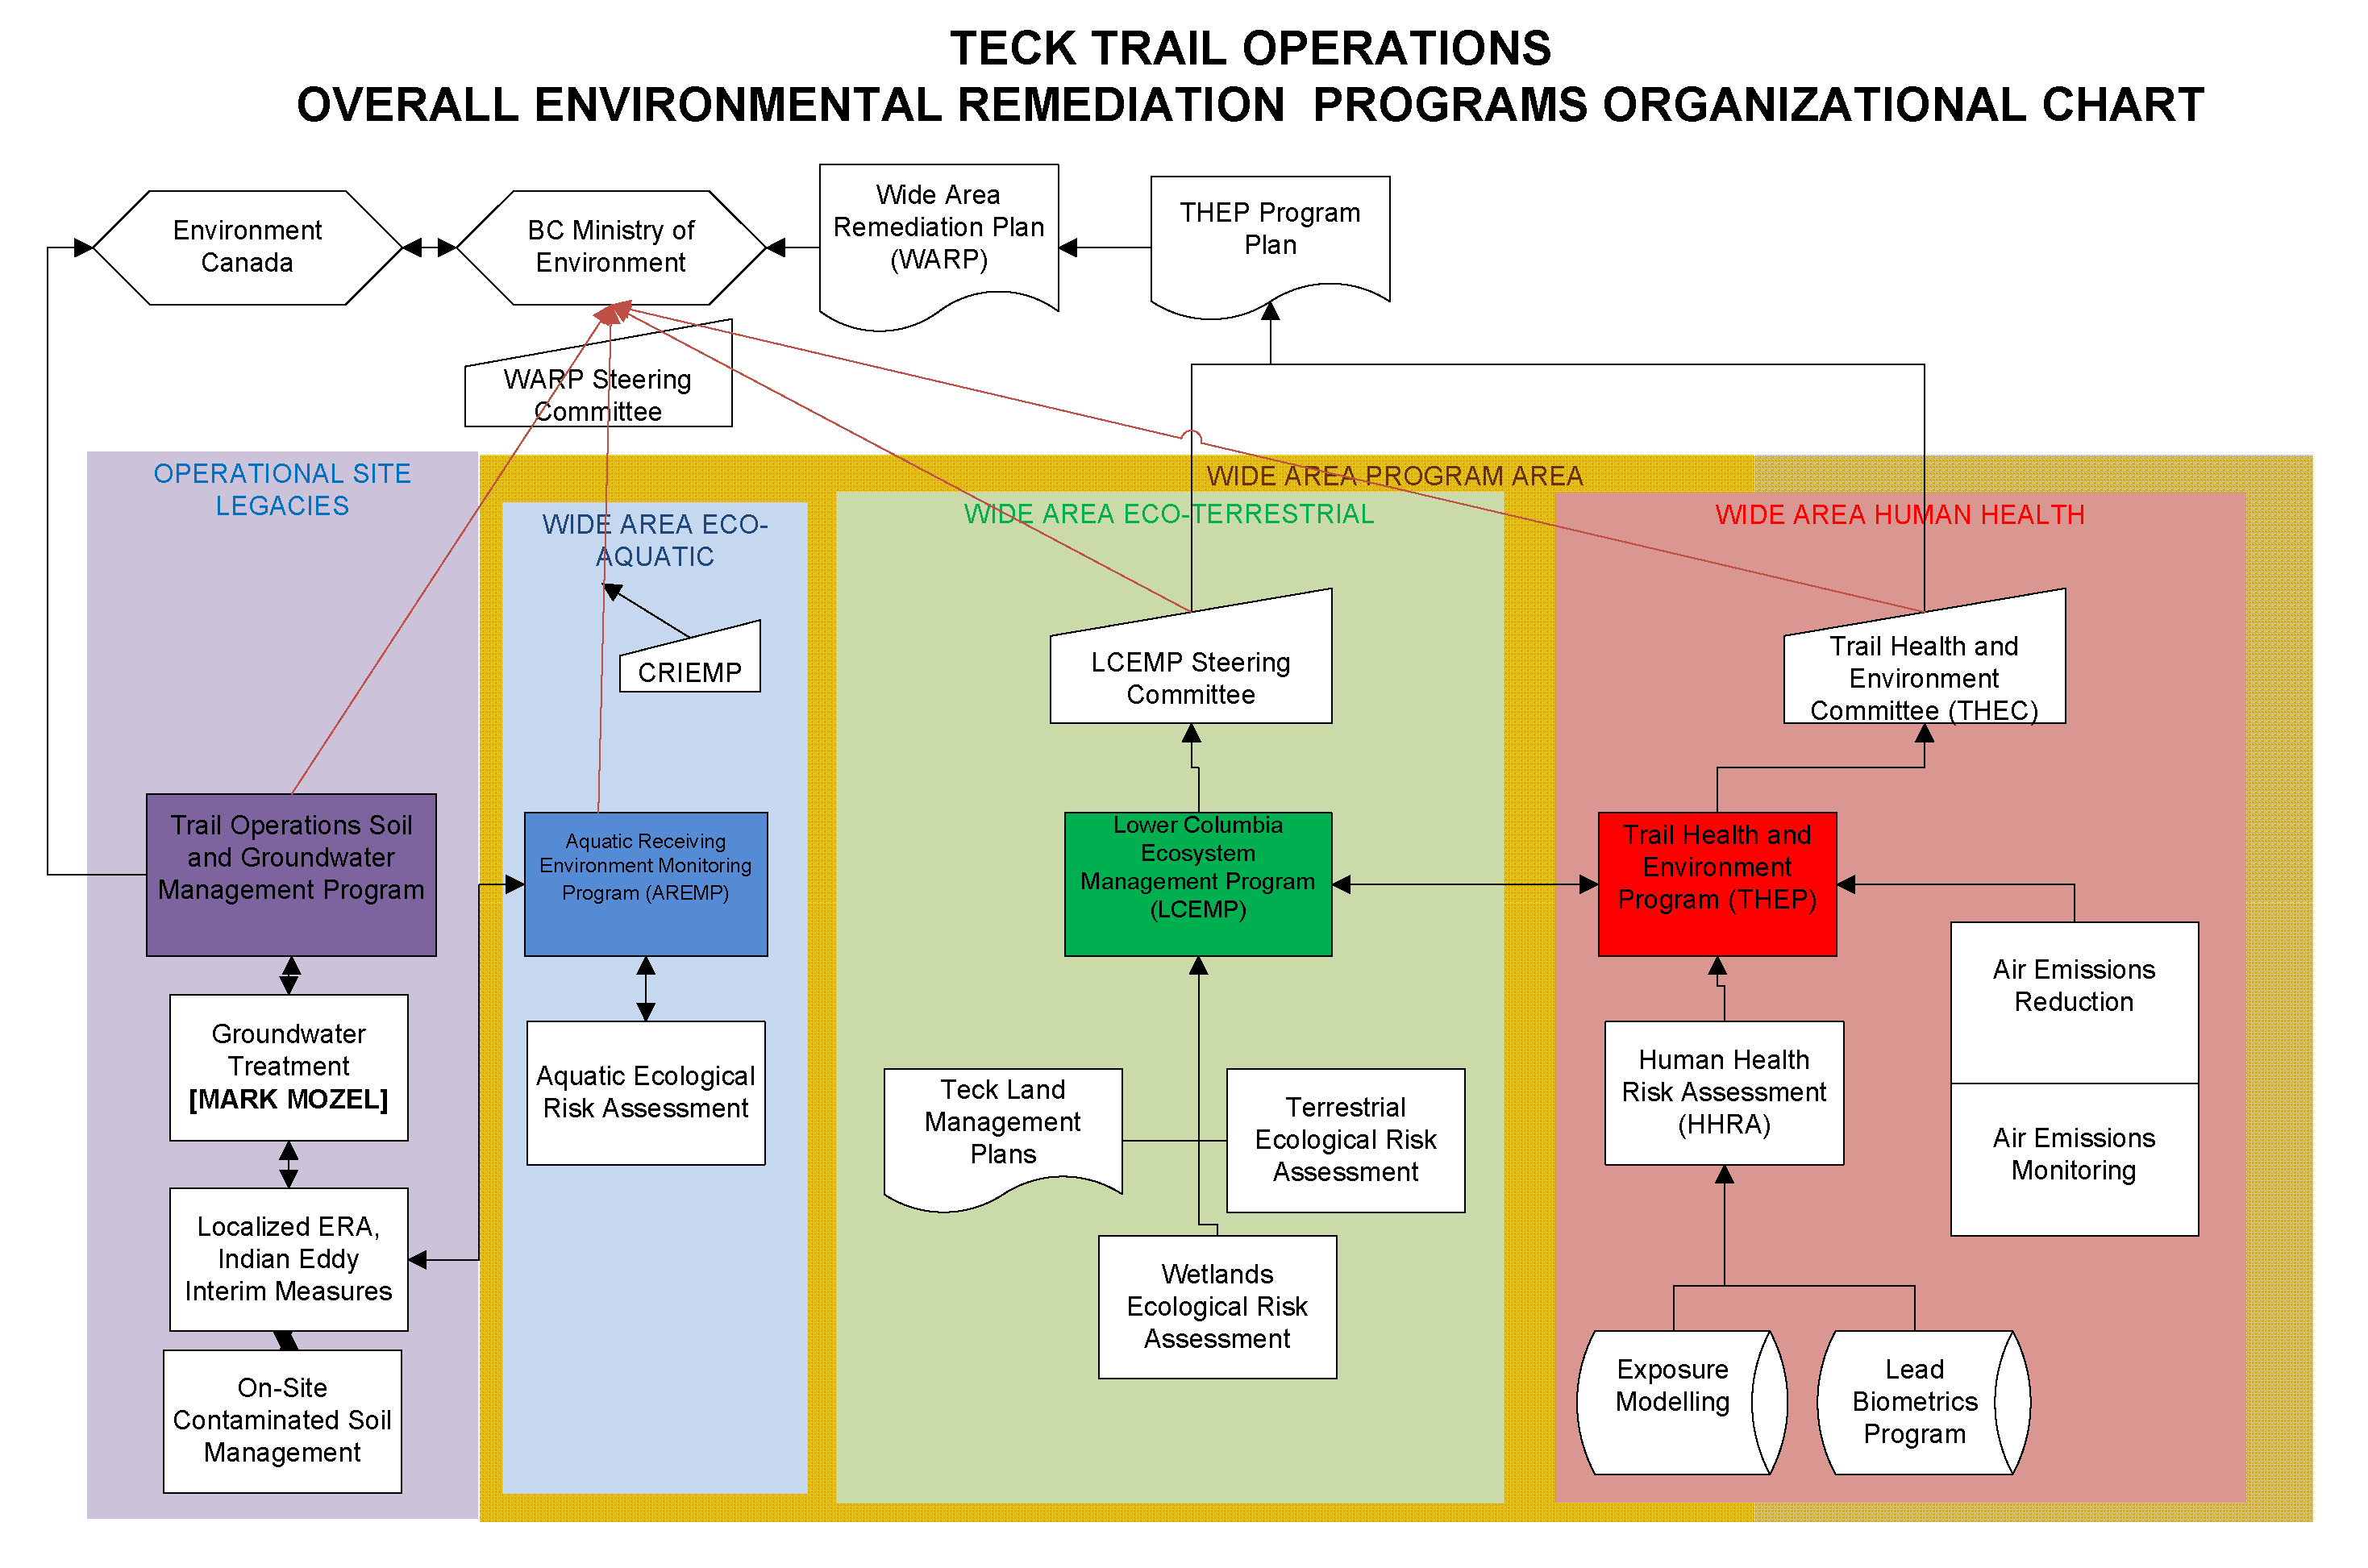 TECK TRAIL OPERATIONS
OVERALL ENVIRONMENTAL REMEDIATION PROGRAMS ORGANIZATIONAL CHART
Environment
Canada
BC Ministry of
Environment
Wide Area
Remediation Plan
(WARP)
THEP Program
Plan
WARP Steering
Committee
OPERATIONAL SITE
LEGACIES
WIDE AREA PROGRAM AREA
WIDE AREA ECO-
AQUATIC
WIDE AREA ECO-TERRESTRIAL
WIDE AREA HUMAN HEALTH
CRIEMP
LCEMP Steering
Committee
Trail Health and
Environment
Committee (THEC)
Trail Operations Soil
and Groundwater
Management Program
Aquatic Receiving
Environment Monitoring
Program (AREMP)
Lower Columbia
Ecosystem
Management Program
(LCEMP)
Trail Health and
Environment
Program (THEP)
Air Emissions
Reduction
Air Emissions
Monitoring
Groundwater
Treatment
[MARK MOZEL]
Aquatic Ecological
Risk Assessment
Teck Land
Management
Plans
Terrestrial
Ecological Risk
Assessment
Human Health
Risk Assessment
(HHRA)
Localized ERA,
Indian Eddy
Interim Measures
Wetlands
Ecological Risk
Assessment
On-Site
Contaminated Soil
Management
Exposure
Modelling
Lead
Biometrics
Program